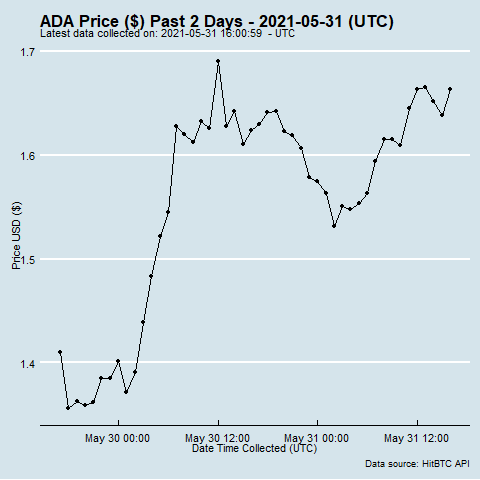 ADA Price ($) Past 2 Days - 2021-05-31 (UTC)
Latest data collected on: 2021-05-31 16:00:59  - UTC
1.7
1.6
1.5
1.4
Price USD ($)
May 30 00:00 May 30 12:00 May 31 00:00 May 31 12:00
Date Time Collected (UTC)
Data source: HitBTC API